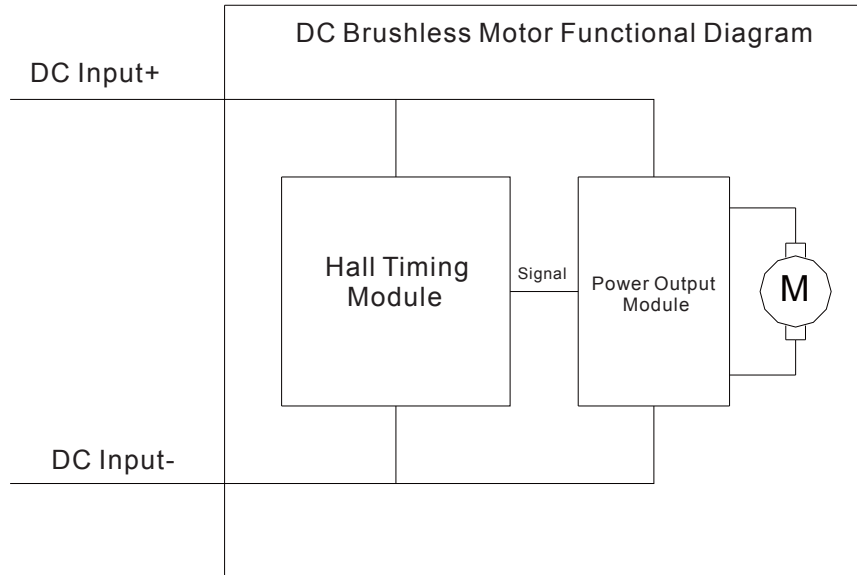 DC Brushless Motor Functional Diagram
DC Input+
Hall Timing
Module
Signal
Power Output
Module
M
DC Input-